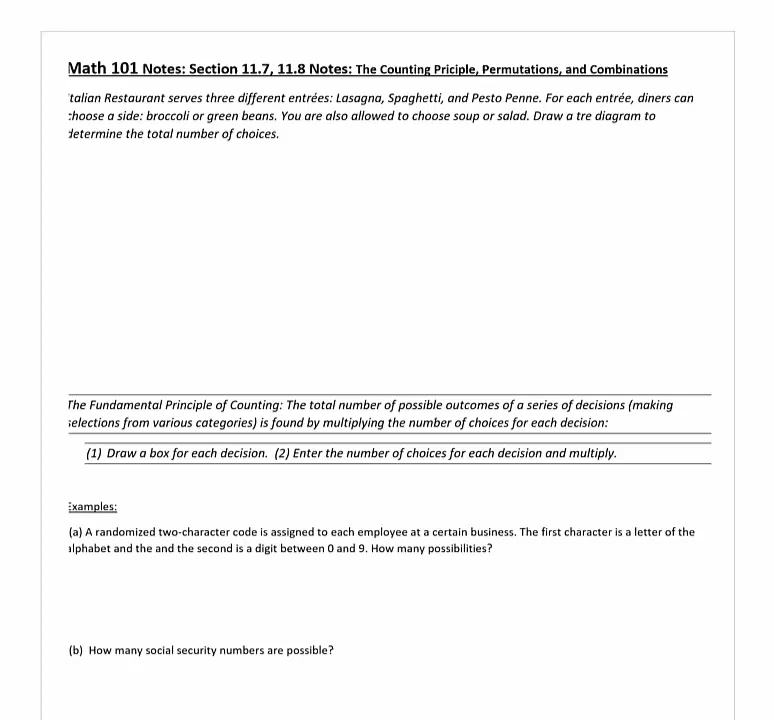 Math 101 Notes: Section 11.7, 11.8 Notes: The Counting Priciple, Permutations, and Combinations
Italian Restaurant serves three different entrées: Lasagna, Spaghetti, and Pesto Penne. For each entrée, diners can
choose a side: broccoli or green beans. You are also allowed to choose soup or salad. Draw a tre diagram to
determine the total number of choices.
The Fundamental Principle of Counting: The total number of possible outcomes of a series of decisions (making
selections from various categories) is found by multiplying the number of choices for each decision:
(1) Draw a box for each decision. (2) Enter the number of choices for each decision and multiply.
Examples:
(a) A randomized two-character code is assigned to each employee at a certain business. The first character is a letter of the
alphabet and the and the second is a digit between 0 and 9. How many possibilities?
(b) How many social security numbers are possible?